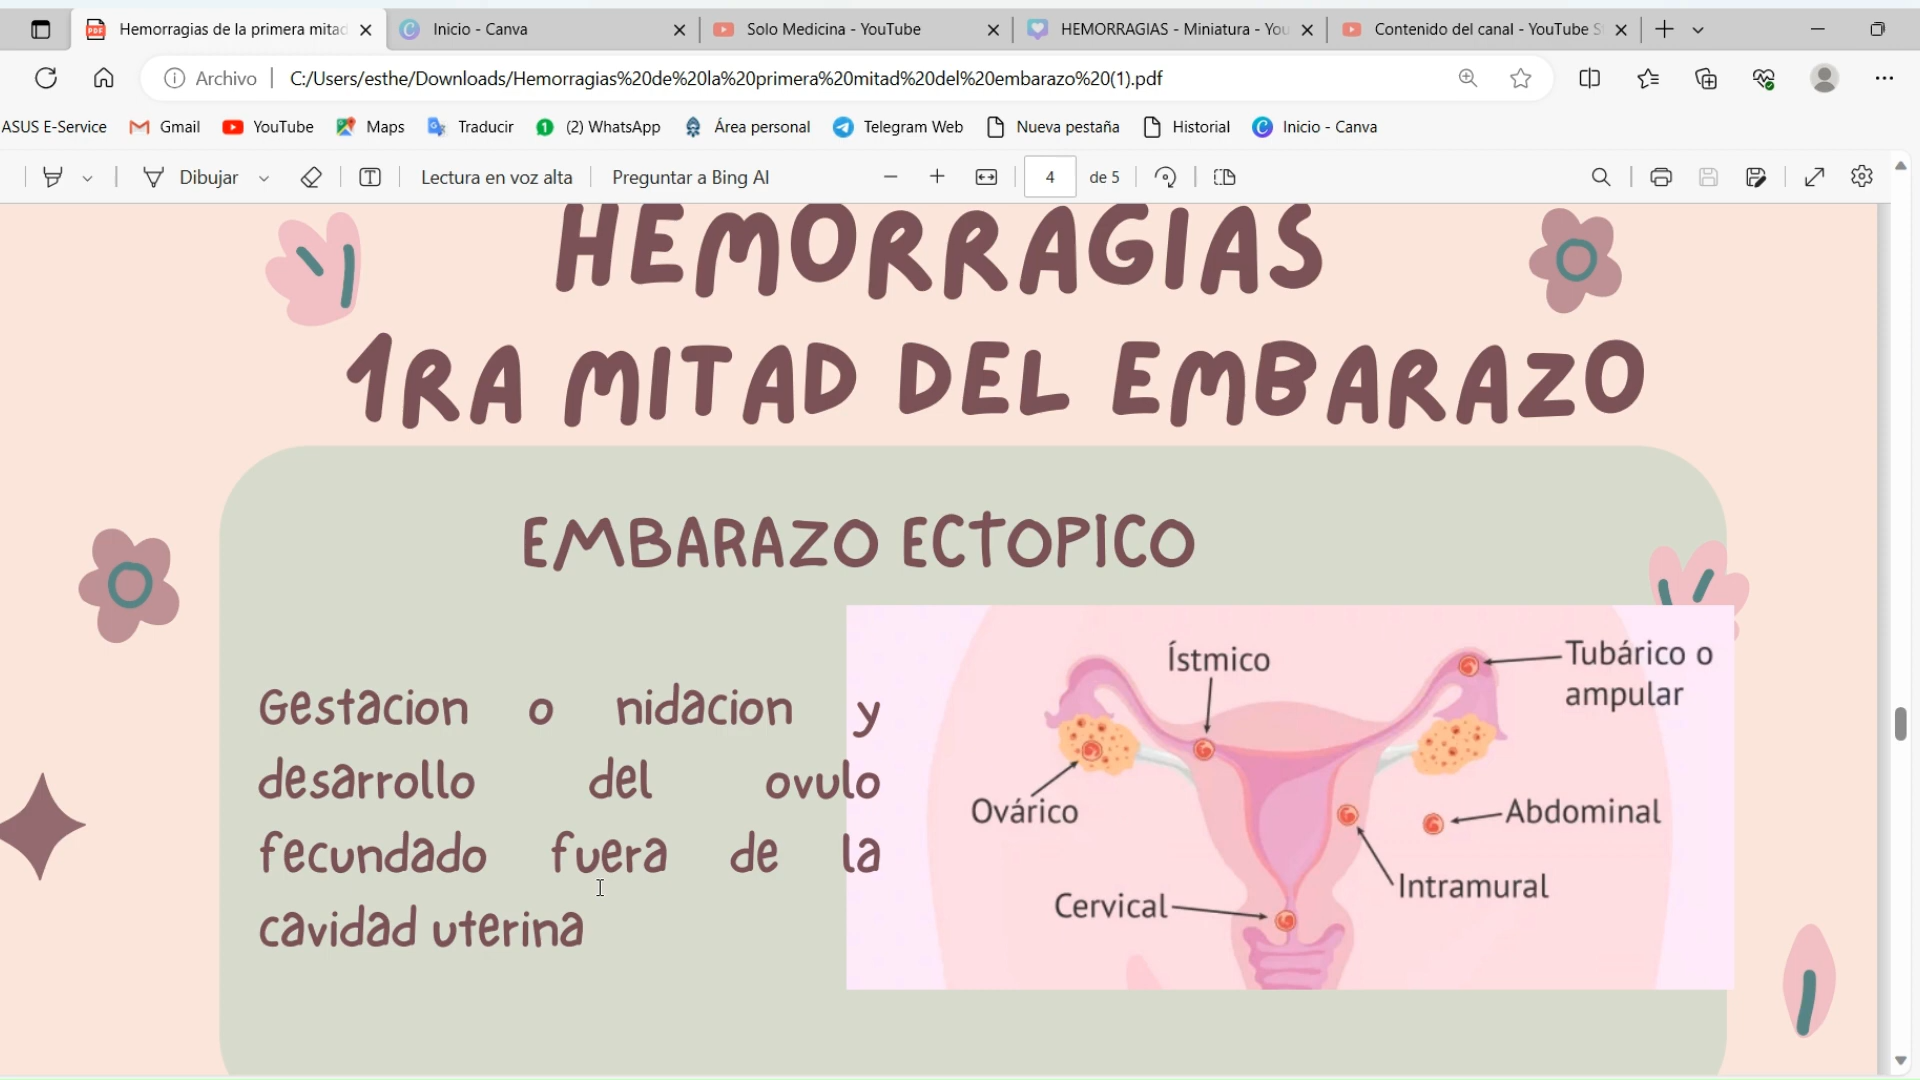 Hemorragias de la primera mitad
Inicio - Canva
Solo Medicina - YouTube
HEMORRAGIAS - Miniatura - You
Contenido del canal - YouTube S
Archivo
C:/Users/esthe/Downloads/Hemorragias%20de%20la%20primera%20mitad%20del%20embarazo%20(1).pdf
ASUS E-Service
Gmail
YouTube
Maps
Traducir
(2) WhatsApp
Área personal
Telegram Web
Nueva pestaña
Historial
Inicio - Canva
Dibujar
Lectura en voz alta
Preguntar a Bing AI
4
de 5
HEMORRAGIAS
1RA MITAD DEL EMBARAZO
EMBARAZO ECTOPICO
Gestacion o nidacion y
desarrollo del ovulo
fecundado fuera de la
cavidad uterina
Ístmico
Tubárico o
ampular
Ovárico
Abdominal
Intramural
Cervical